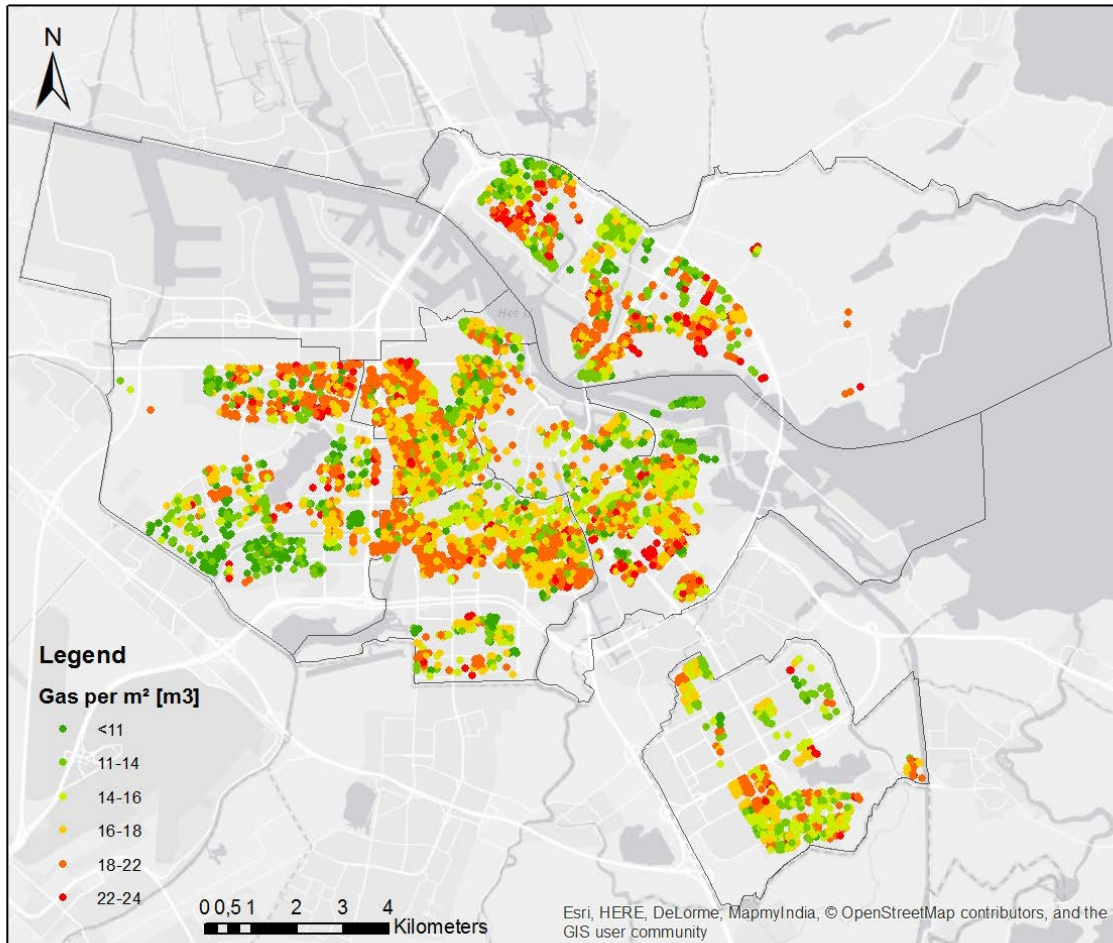 N
Het IJ
Legend
Gas per m² [m3]
<11
11-14
14-16
16-18
18-22
22-24
0 0,5 1 2 3 4
Kilometers
Esri, HERE, DeLorme, MapmyIndia, © OpenStreetMap contributors, and the
GIS user community